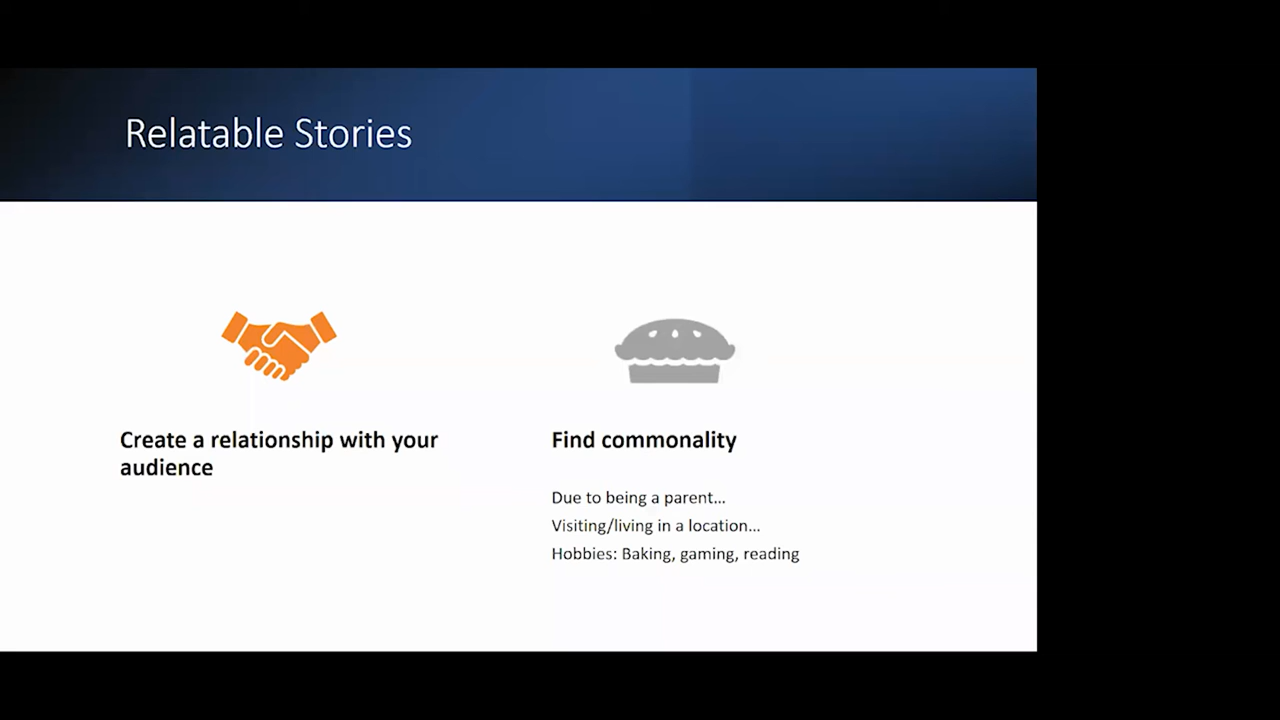 Relatable Stories
Create a relationship with your
audience
Find commonality
Due to being a parent...
Visiting/living in a location...
Hobbies: Baking, gaming, reading